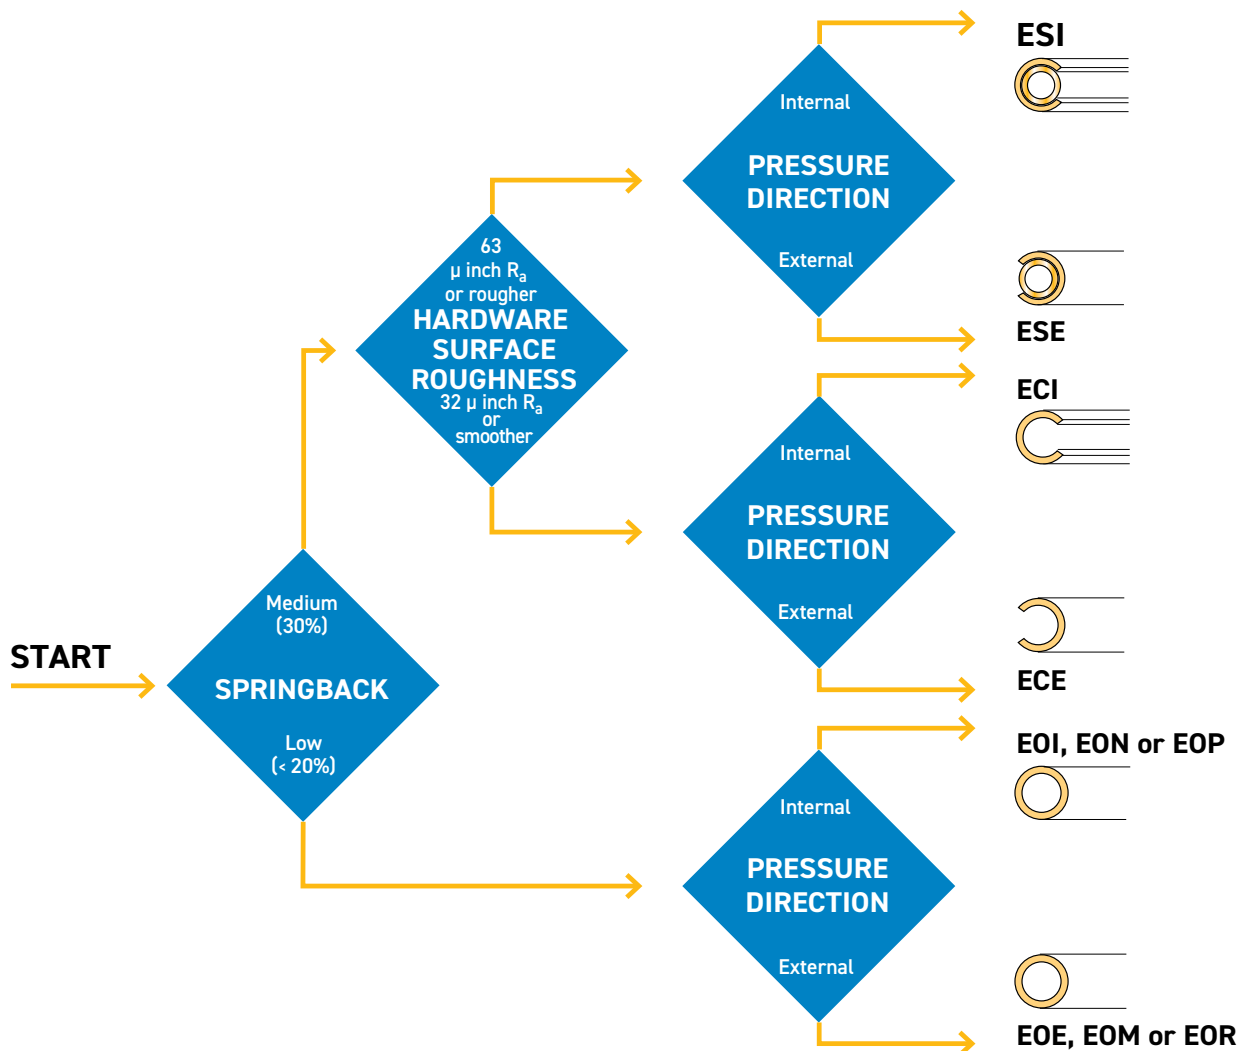 START
Medium
(30%)
SPRINGBACK
Low
(< 20%)
63
µ inch Ra
or rougher
HARDWARE
SURFACE
ROUGHNESS
32 µ inch Ra
or
smoother
Internal
PRESSURE
DIRECTION
External
ESI
ESE
Internal
PRESSURE
DIRECTION
External
ECI
ECE
Internal
PRESSURE
DIRECTION
External
EOI, EON or EOP
EOE, EOM or EOR